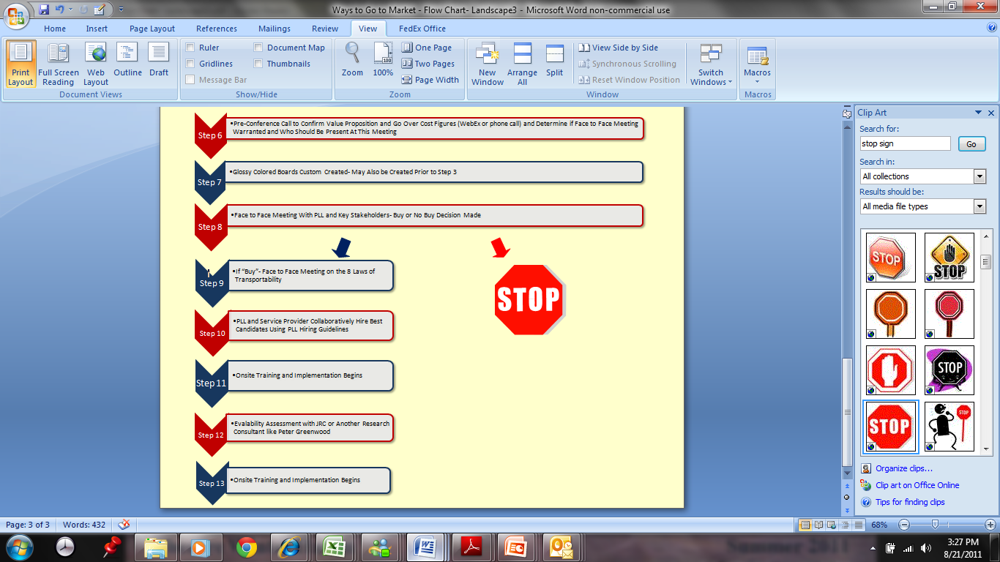 Ways to Go to Market - Flow Chart- Landscape3 - Microsoft Word non-commercial use
Home Insert Page Layout References Mailings Review View FedEx Office
Print Layout
Full Screen Reading
Web Layout
Outline
Draft
Document Views
Ruler
Gridlines
Message Bar
Document Map
Thumbnails
Show/Hide
Zoom
100%
One Page
Two Pages
Page Width
Zoom
New Window
Arrange All
Split
View Side by Side
Synchronous Scrolling
Reset Window Position
Window
Switch Windows
Macros
Macros
Step 6
•Pre-Conference Call to Confirm Value Proposition and Go Over Cost Figures (WebEx or phone call) and Determine if Face to Face Meeting
Warranted and Who Should Be Present At This Meeting
Step 7
•Glossy Colored Boards Custom Created- May Also be Created Prior to Step 3
Step 8
•Face to Face Meeting With PLL and Key Stakeholders- Buy or No Buy Decision Made
Step 9
•If “Buy”- Face to Face Meeting on the 8 Laws of
Transportability
STOP
Step 10
•PLL and Service Provider Collaboratively Hire Best
Candidates Using PLL Hiring Guidelines
Step 11
•Onsite Training and Implementation Begins
Step 12
•Evalability Assessment with JRC or Another Research
Consultant like Peter Greenwood
Step 13
•Onsite Training and Implementation Begins
Clip Art
Search for:
stop sign
Go
Search in:
All collections
Results should be:
All media file types
STOP
STOP
STOP
STOP
STOP
Organize clips...
Clip art on Office Online
Tips for finding clips
Page: 3 of 3 Words: 432
68%
3:27 PM
8/21/2011